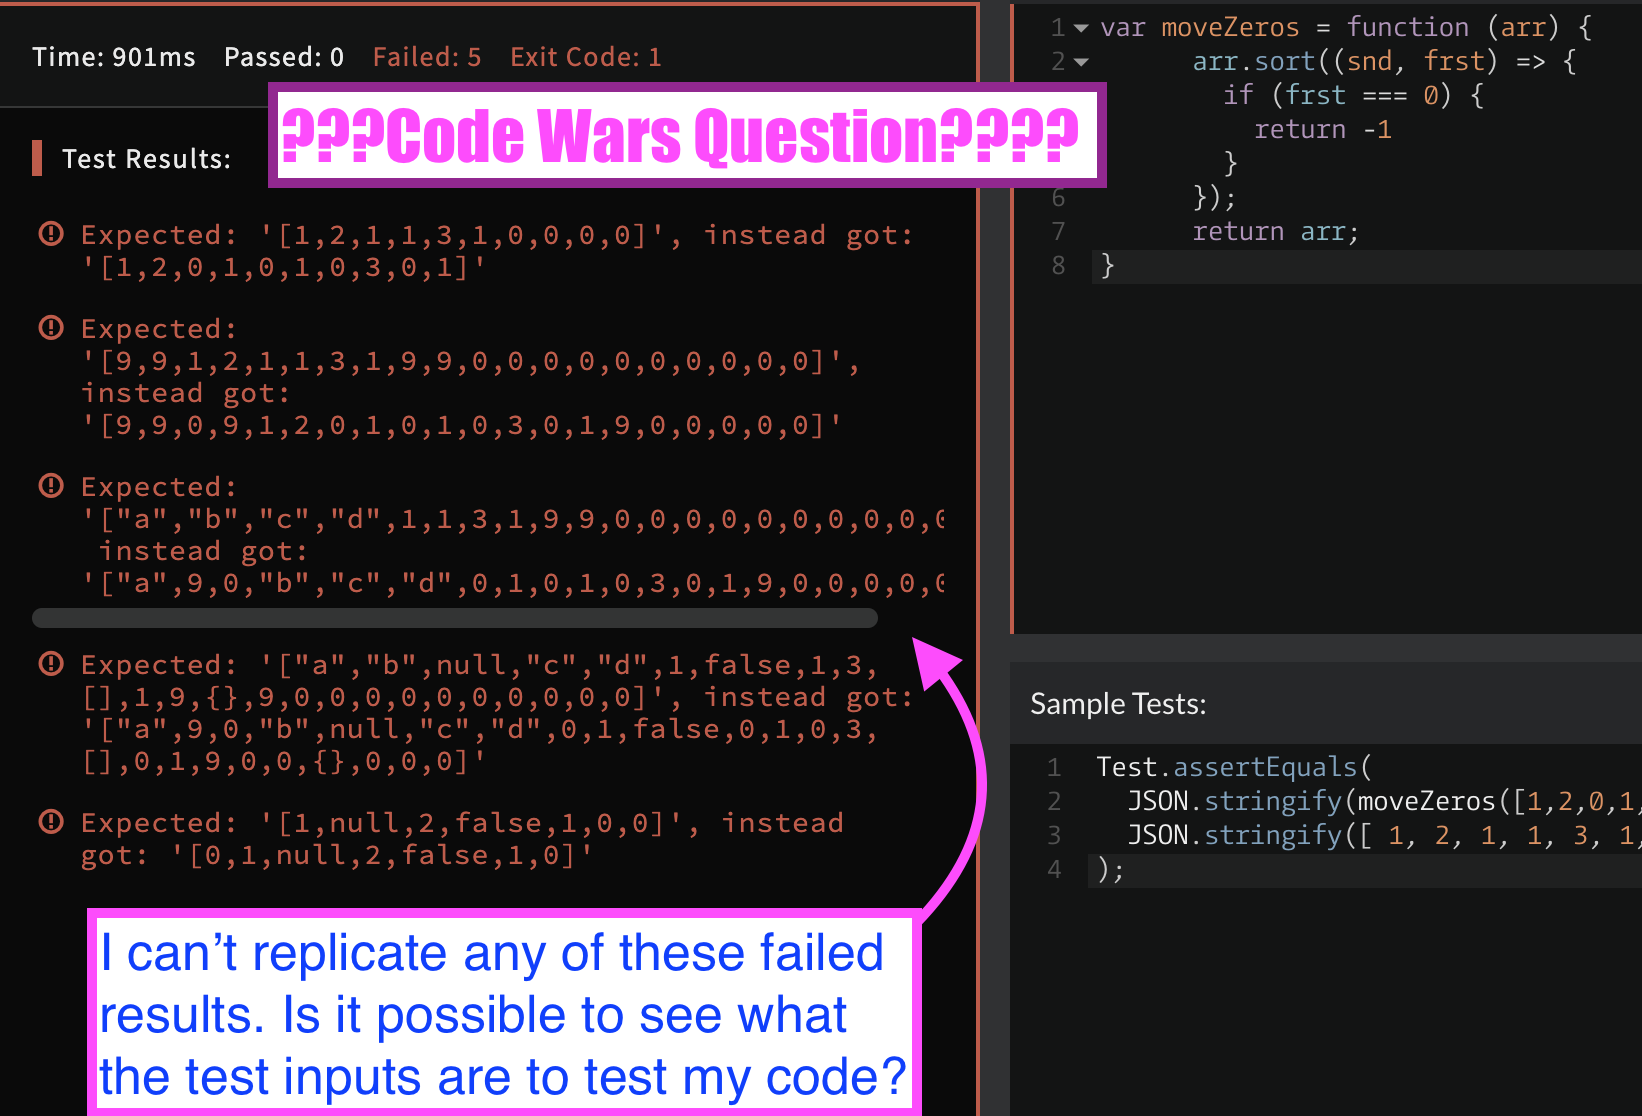 Time: 901ms Passed: 0 Failed: 5 Exit Code: 1
???Code Wars Question????
Test Results:
Expected: '[1,2,1,1,3,1,0,0,0,0]', instead got:
'[1,2,0,1,0,1,0,3,0,1]'
Expected:
'[9,9,1,2,1,1,3,1,9,9,0,0,0,0,0,0,0,0,0,0]',
instead got:
'[9,9,0,9,1,2,0,1,0,1,0,3,0,1,9,0,0,0,0,0]'
Expected:
'["a","b","c","d",1,1,3,1,9,9,0,0,0,0,0,0,0,0,0,0
instead got:
'["a",9,0,"b","c","d",0,1,0,1,0,3,0,1,9,0,0,0,0,0
Expected: '["a","b",null,"c","d",1,false,1,3,
[],1,9,{},9,0,0,0,0,0,0,0,0,0,0]', instead got:
'["a",9,0,"b",null,"c","d",0,1,false,0,1,0,3,
[],0,1,9,0,0,{},0,0,0]'
Expected: '[1,null,2,false,1,0,0]', instead
got: '[0,1,null,2,false,1,0]'
I can't replicate any of these failed
results. Is it possible to see what
the test inputs are to test my code?
1 var moveZeros = function (arr) {
2 arr.sort((snd, frst) => {
if (frst === 0) {
return -1
}
6 });
7 return arr;
8 }
Sample Tests:
1 Test.assertEquals(
2 JSON.stringify(moveZeros([1,2,0,1,
3 JSON.stringify([ 1, 2, 1, 1, 3, 1,
4 );